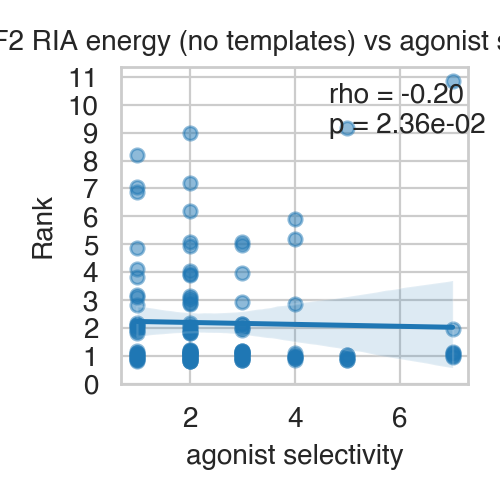 F2 RIA energy (no templates) vs agonist s
rho = -0.20
p = 2.36e-02
Rank
11
10
9
8
7
6
5
4
3
2
1
0
2 4 6
agonist selectivity